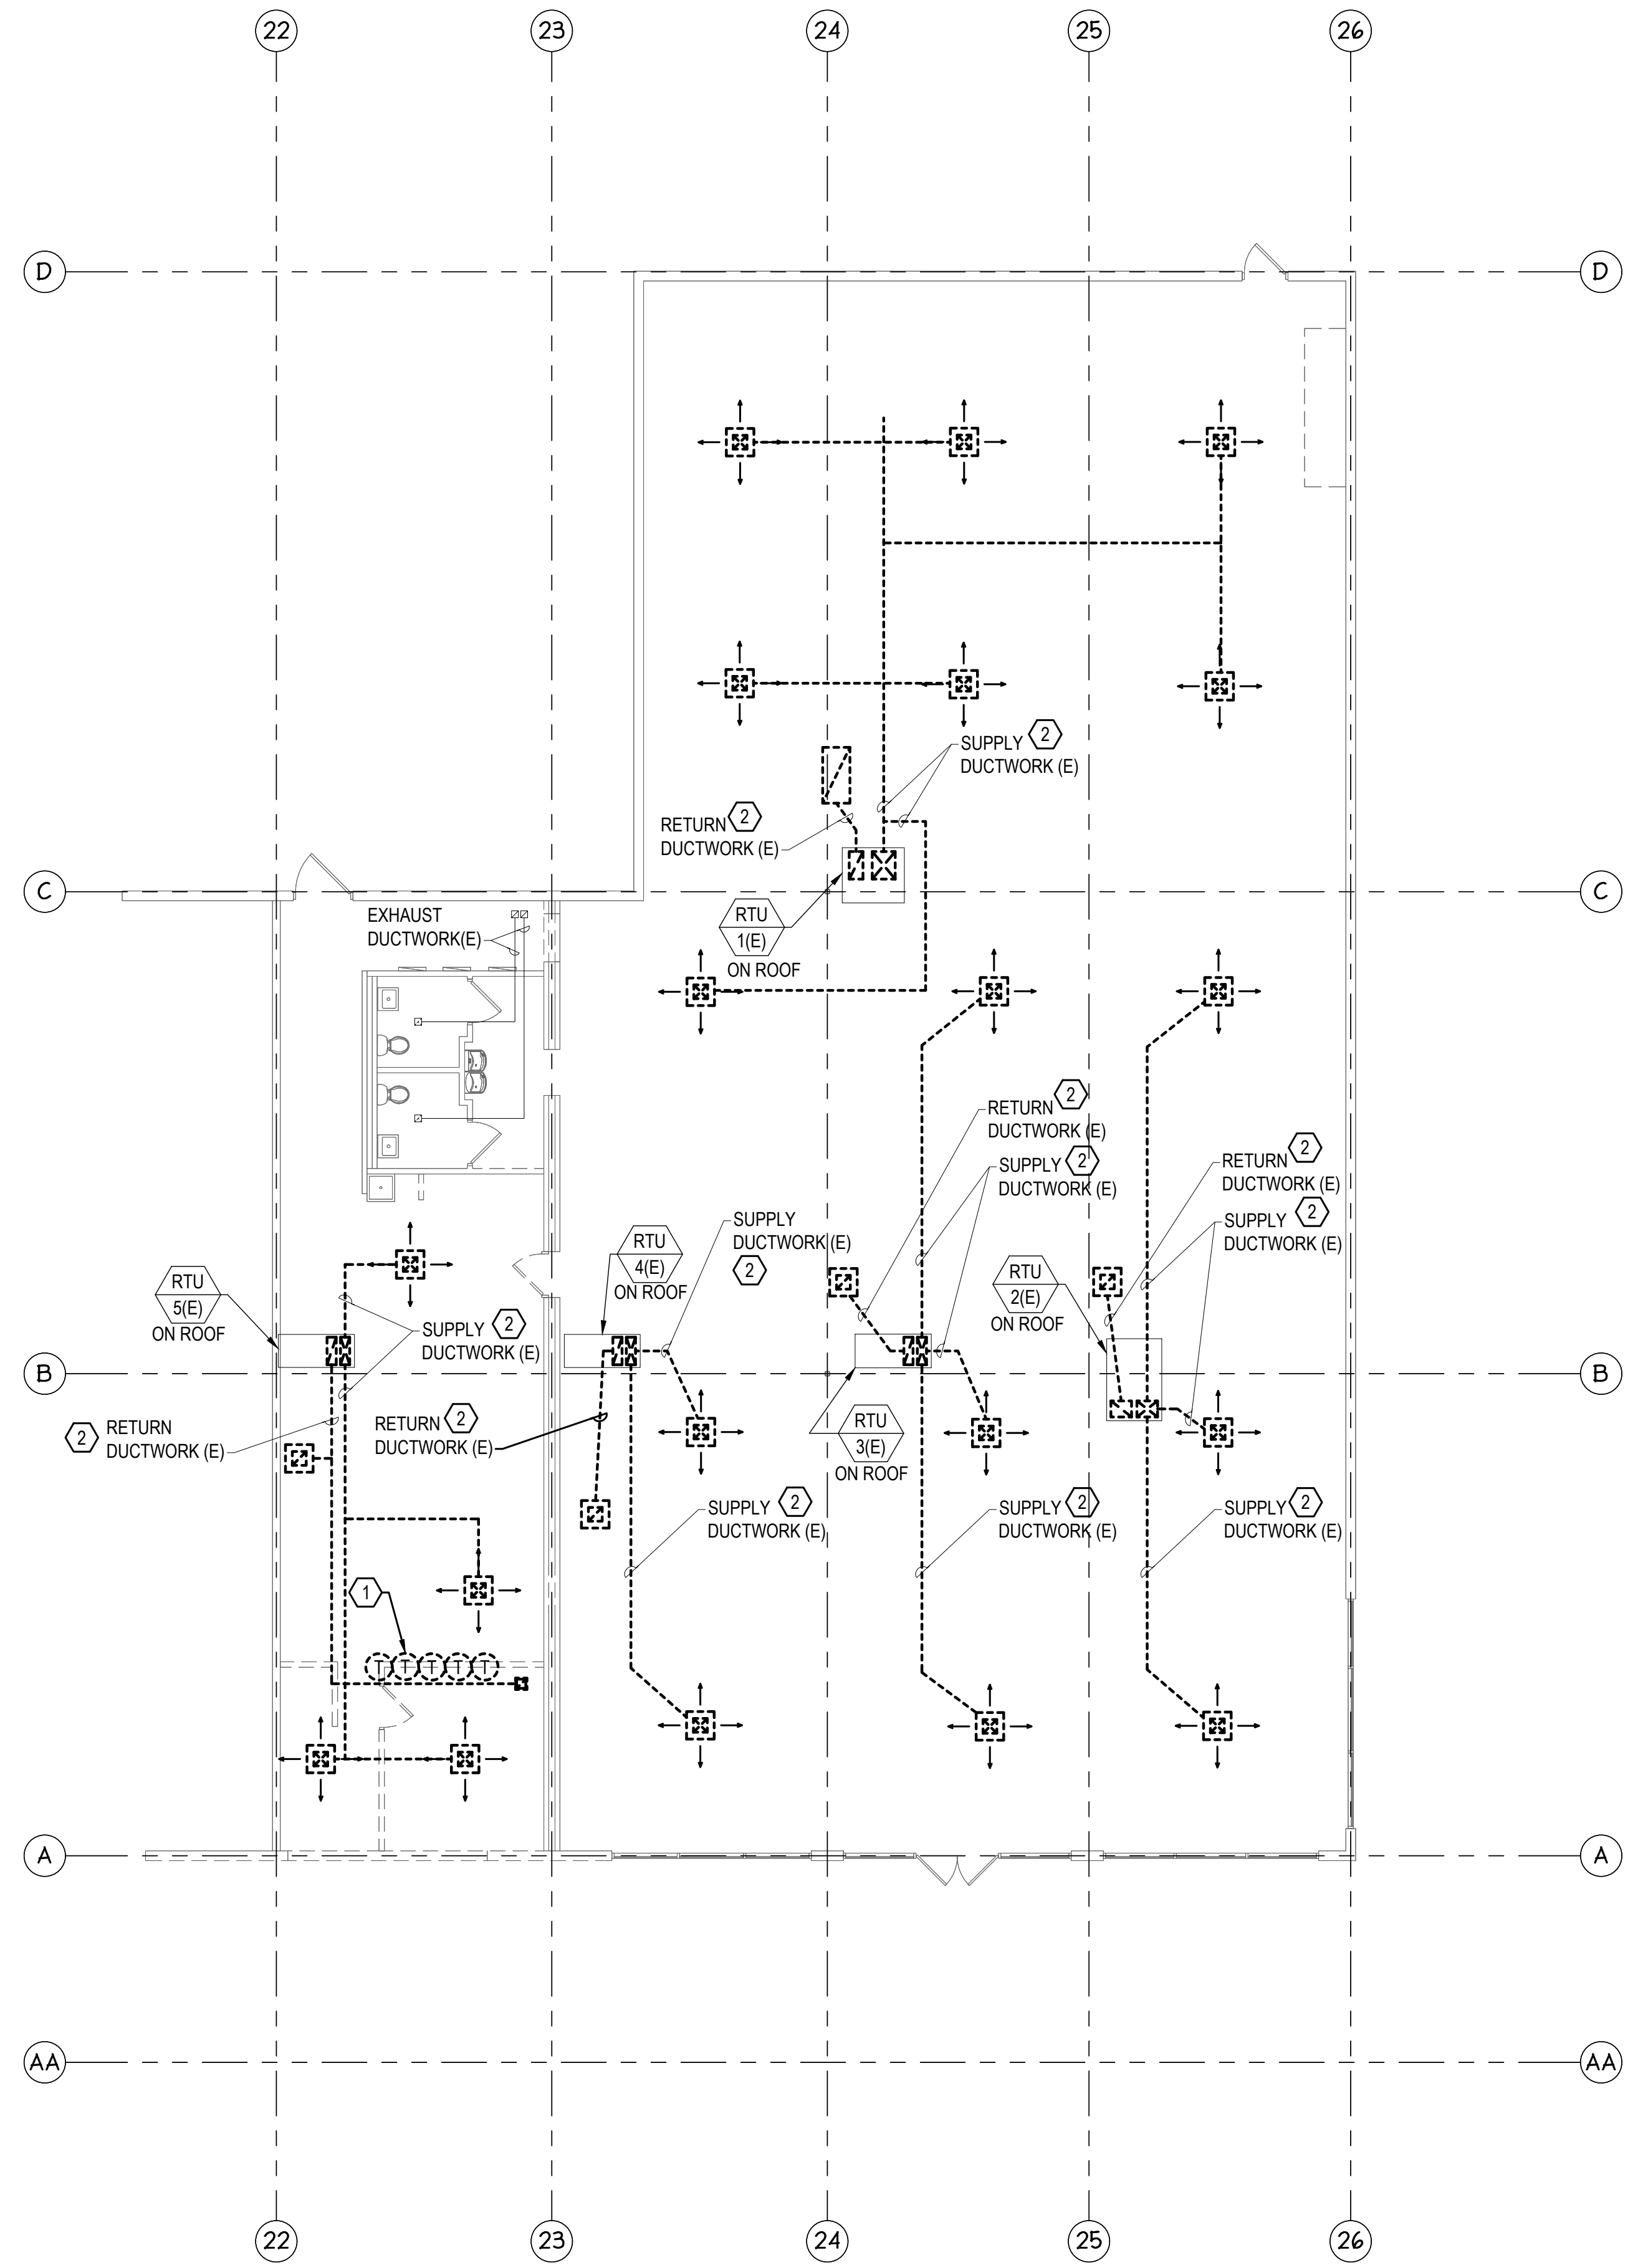 22
23
24
25
26
D
D
SUPPLY 2
DUCTWORK (E)
RETURN 2
DUCTWORK (E)
C
C
EXHAUST
DUCTWORK(E)
RTU
1(E)
ON ROOF
RETURN 2
DUCTWORK (E)
SUPPLY 2
DUCTWORK (E)
RETURN 2
DUCTWORK (E)
SUPPLY 2
DUCTWORK (E)
SUPPLY
DUCTWORK (E)
2
RTU
4(E)
ON ROOF
RTU
5(E)
ON ROOF
RTU
2(E)
ON ROOF
SUPPLY 2
DUCTWORK (E)
B
B
2 RETURN
DUCTWORK (E)
RETURN 2
DUCTWORK (E)
RTU
3(E)
ON ROOF
SUPPLY 2
DUCTWORK (E)
SUPPLY 2
DUCTWORK (E)
SUPPLY 2
DUCTWORK (E)
1
T T T T T
A
A
AA
AA
22
23
24
25
26